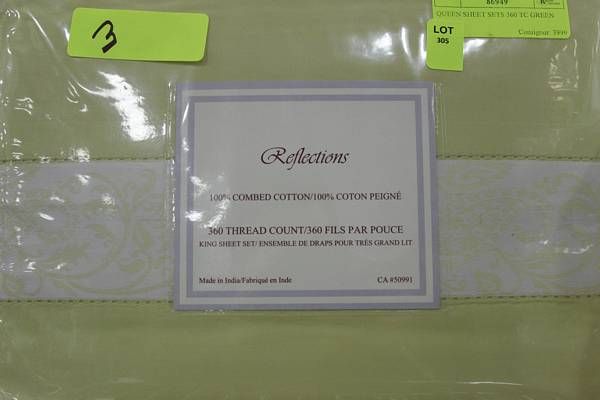 3
86949
QUEEN SHEET SETS 360 TC GREEN
Consignor:
LOT
305
Reflections
100% COMBED COTTON/100% COTON PEIGNÉ
360 THREAD COUNT/360 FILS PAR POUCE
KING SHEET SET/ ENSEMBLE DE DRAPS POUR TRÉS GRAND LIT
Made in India/Fabriqué en Inde
CA #50991